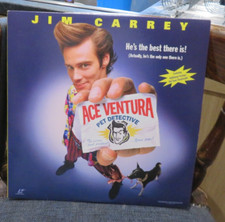 JIM CARREY
He's the best there is!
(Actually, he's the only one there is.)
ACE VENTURA
PET DETECTIVE